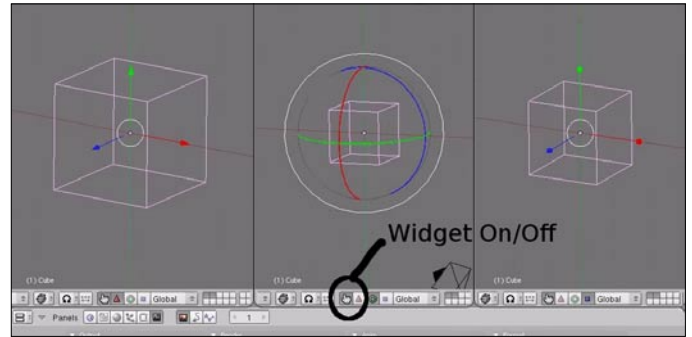 Widget On/Off
(1) Cube
(1) Cube
(1) Cube
Global
Global
Global
Panels
1